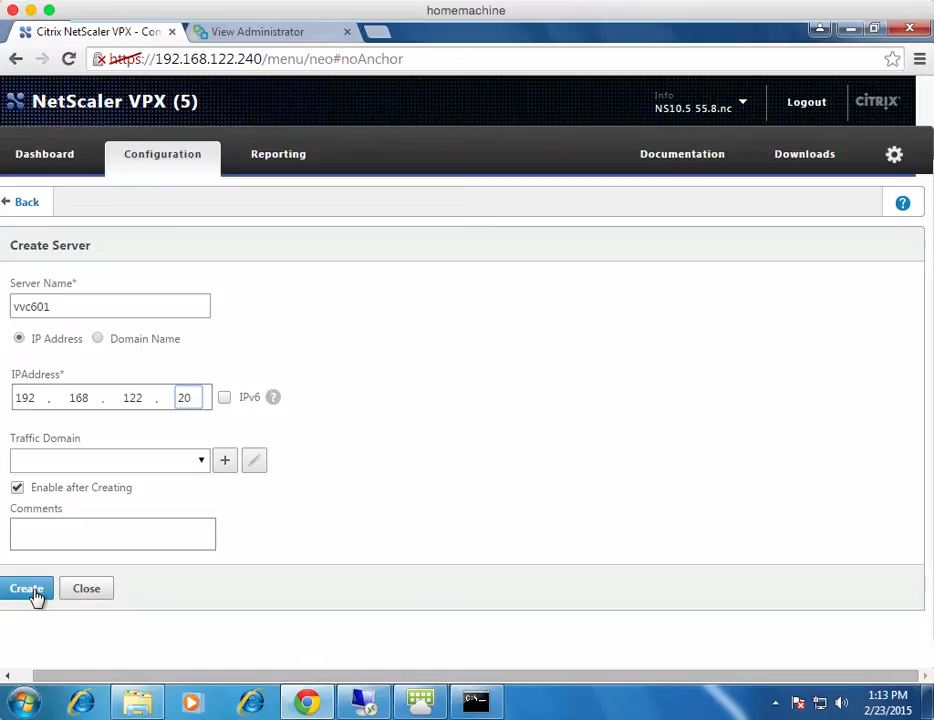 homemachine
Citrix NetScaler VPX - Con
View Administrator
https://192.168.122.240/menu/neo#noAnchor
NetScaler VPX (5)
Info
NS10.5 55.8.nc
Logout
CITRIX
Dashboard
Configuration
Reporting
Documentation
Downloads
Back
?
Create Server
Server Name*
vvc601
IP Address
Domain Name
IPAddress*
192 . 168 . 122 . 20
IPv6
?
Traffic Domain
+
Enable after Creating
Comments
Create
Close
C:\_
1:13 PM
2/23/2015